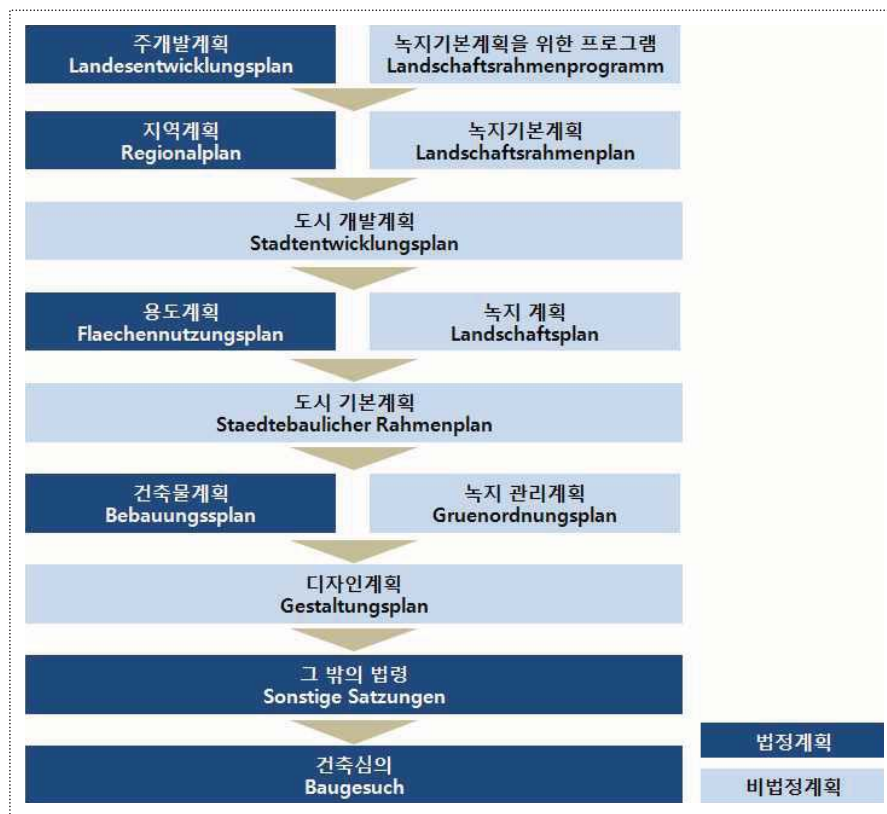 주개발계획
Landesentwicklungsplan
녹지기본계획을 위한 프로그램
Landschaftsrahmenprogramm
지역계획
Regionalplan
녹지기본계획
Landschaftsrahmenplan
도시 개발계획
Stadtentwicklungsplan
용도계획
Flaechennutzungsplan
녹지 계획
Landschaftsplan
도시 기본계획
Staedtebaulicher Rahmenplan
건축물계획
Bebauungssplan
녹지 관리계획
Gruenordnungsplan
디자인계획
Gestaltungsplan
그 밖의 법령
Sonstige Satzungen
건축심의
Baugesuch
법정계획
비법정계획